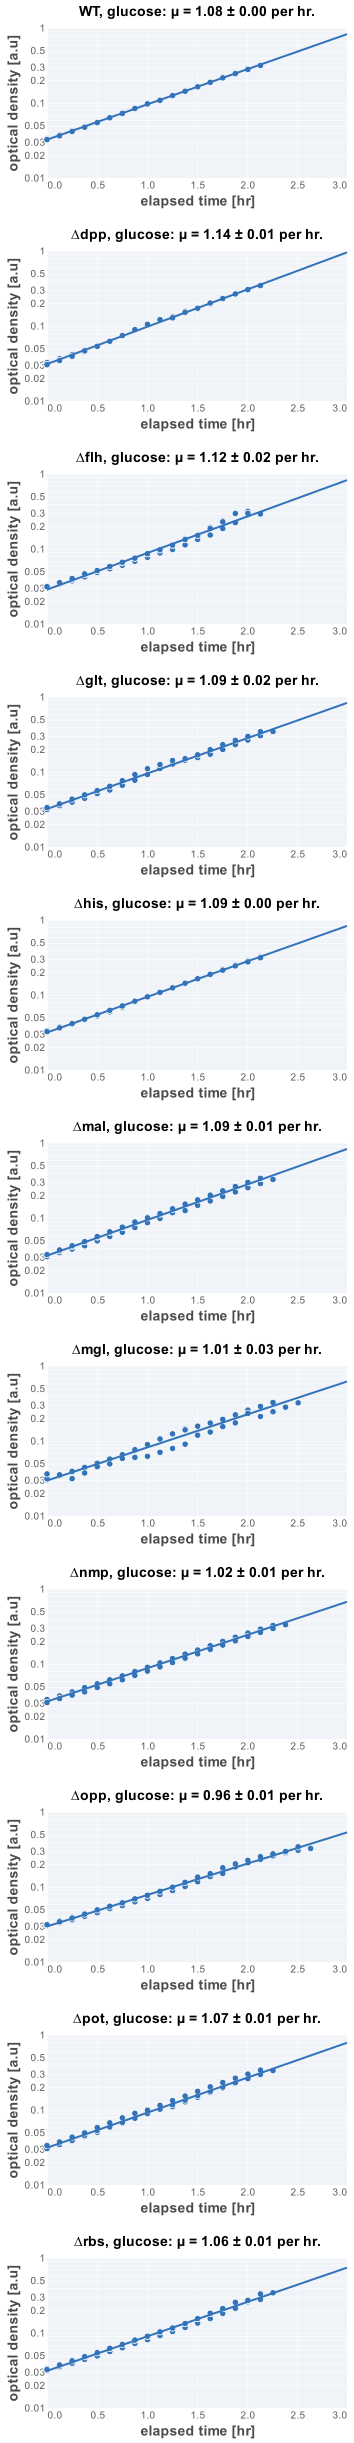 WT, glucose: μ = 1.08 ± 0.00 per hr.
optical density [a.u]
1
0.5
0.3
0.2
0.1
0.05
0.03
0.02
0.01
0.0 0.5 1.0 1.5 2.0 2.5 3.0
elapsed time [hr]
Δdpp, glucose: μ = 1.14 ± 0.01 per hr.
optical density [a.u]
1
0.5
0.3
0.2
0.1
0.05
0.03
0.02
0.01
0.0 0.5 1.0 1.5 2.0 2.5 3.0
elapsed time [hr]
Δflh, glucose: μ = 1.12 ± 0.02 per hr.
optical density [a.u]
1
0.5
0.3
0.2
0.1
0.05
0.03
0.02
0.01
0.0 0.5 1.0 1.5 2.0 2.5 3.0
elapsed time [hr]
Δglt, glucose: μ = 1.09 ± 0.02 per hr.
optical density [a.u]
1
0.5
0.3
0.2
0.1
0.05
0.03
0.02
0.01
0.0 0.5 1.0 1.5 2.0 2.5 3.0
elapsed time [hr]
Δhis, glucose: μ = 1.09 ± 0.00 per hr.
optical density [a.u]
1
0.5
0.3
0.2
0.1
0.05
0.03
0.02
0.01
0.0 0.5 1.0 1.5 2.0 2.5 3.0
elapsed time [hr]
Δmal, glucose: μ = 1.09 ± 0.01 per hr.
optical density [a.u]
1
0.5
0.3
0.2
0.1
0.05
0.03
0.02
0.01
0.0 0.5 1.0 1.5 2.0 2.5 3.0
elapsed time [hr]
Δmgl, glucose: μ = 1.01 ± 0.03 per hr.
optical density [a.u]
1
0.5
0.3
0.2
0.1
0.05
0.03
0.02
0.01
0.0 0.5 1.0 1.5 2.0 2.5 3.0
elapsed time [hr]
Δnmp, glucose: μ = 1.02 ± 0.01 per hr.
optical density [a.u]
1
0.5
0.3
0.2
0.1
0.05
0.03
0.02
0.01
0.0 0.5 1.0 1.5 2.0 2.5 3.0
elapsed time [hr]
Δopp, glucose: μ = 0.96 ± 0.01 per hr.
optical density [a.u]
1
0.5
0.3
0.2
0.1
0.05
0.03
0.02
0.01
0.0 0.5 1.0 1.5 2.0 2.5 3.0
elapsed time [hr]
Δpot, glucose: μ = 1.07 ± 0.01 per hr.
optical density [a.u]
1
0.5
0.3
0.2
0.1
0.05
0.03
0.02
0.01
0.0 0.5 1.0 1.5 2.0 2.5 3.0
elapsed time [hr]
Δrbs, glucose: μ = 1.06 ± 0.01 per hr.
optical density [a.u]
1
0.5
0.3
0.2
0.1
0.05
0.03
0.02
0.01
0.0 0.5 1.0 1.5 2.0 2.5 3.0
elapsed time [hr]